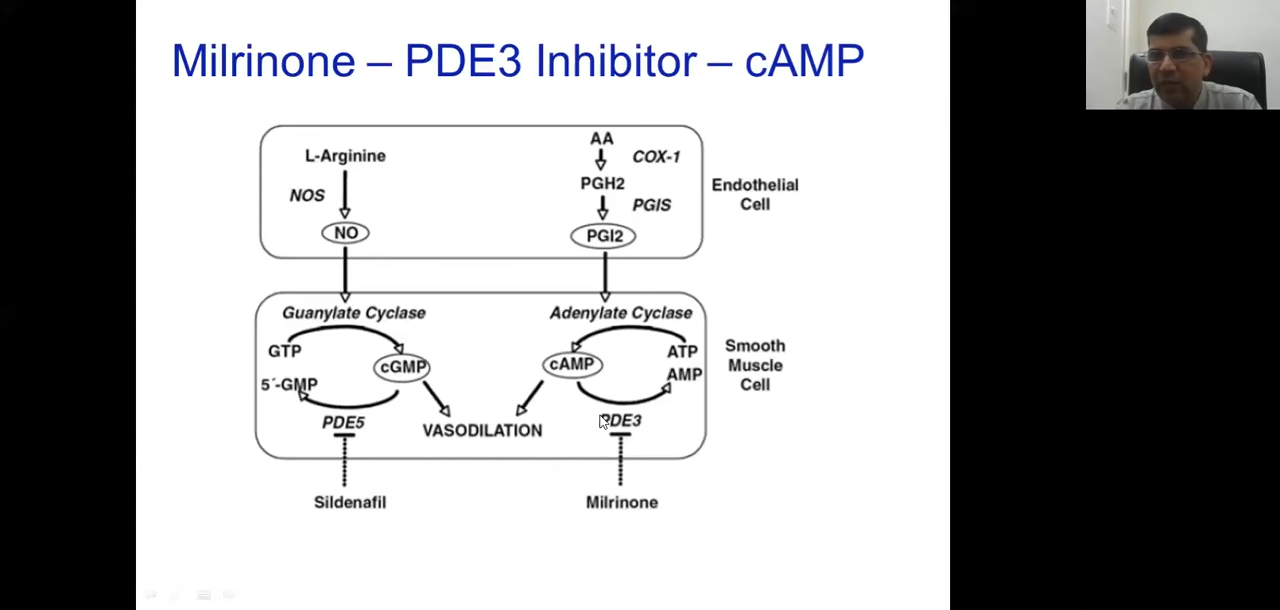 Milrinone – PDE3 Inhibitor – cAMP
L-Arginine
NOS
NO
AA
COX-1
PGH2
PGIS
PGI2
Endothelial
Cell
Guanylate Cyclase
GTP
cGMP
5´-GMP
PDE5
Adenylate Cyclase
cAMP
ATP
AMP
PDE3
VASODILATION
Smooth
Muscle
Cell
Sildenafil
Milrinone